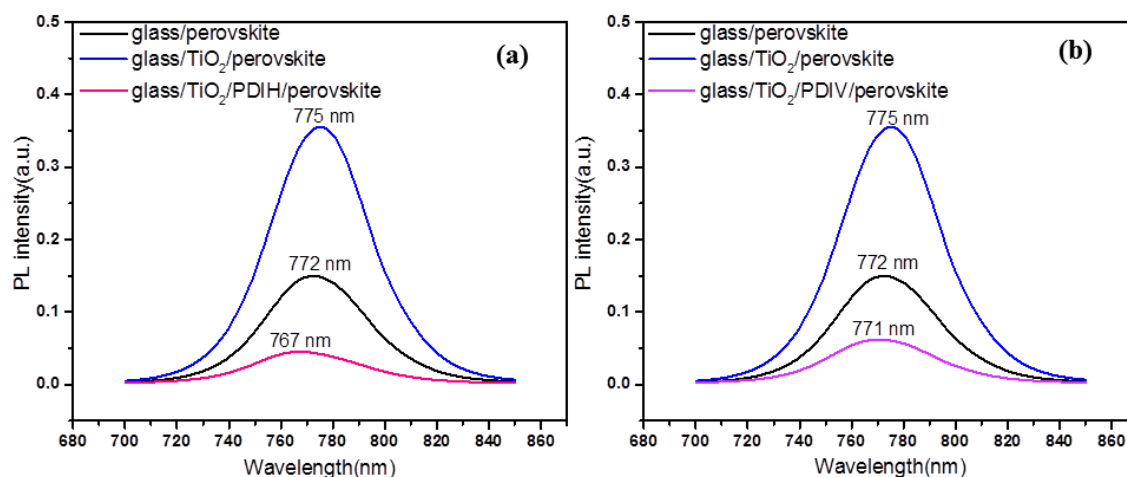 glass/perovskite
glass/TiO₂/perovskite
glass/TiO₂/PDIH/perovskite
(a)
775 nm
772 nm
767 nm
0.5
0.4
0.3
0.2
0.1
0.0
PL intensity(a.u.)
680 700 720 740 760 780 800 820 840 860
Wavelength(nm)
glass/perovskite
glass/TiO₂/perovskite
glass/TiO₂/PDIV/perovskite
(b)
775 nm
772 nm
771 nm
0.5
0.4
0.3
0.2
0.1
0.0
PL intensity(a.u.)
680 700 720 740 760 780 800 820 840 860
Wavelength(nm)